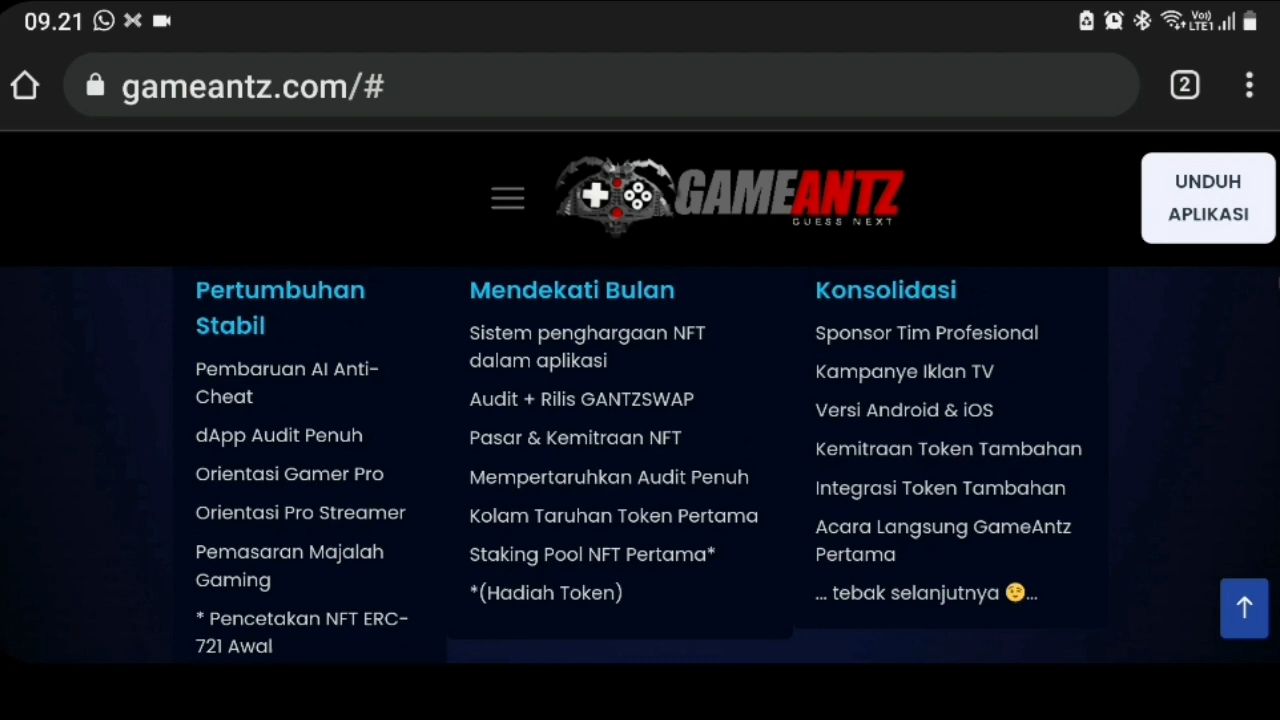 09.21
Vo)
LTE1
gameantz.com/#
2
GAMEANTZ
GUESS NEXT
UNDUH
APLIKASI
Pertumbuhan
Stabil
Pembaruan AI Anti-
Cheat
dApp Audit Penuh
Orientasi Gamer Pro
Orientasi Pro Streamer
Pemasaran Majalah
Gaming
* Pencetakan NFT ERC-
721 Awal
Mendekati Bulan
Sistem penghargaan NFT
dalam aplikasi
Audit + Rilis GANTZSWAP
Pasar & Kemitraan NFT
Mempertaruhkan Audit Penuh
Kolam Taruhan Token Pertama
Staking Pool NFT Pertama*
*(Hadiah Token)
Konsolidasi
Sponsor Tim Profesional
Kampanye Iklan TV
Versi Android & iOS
Kemitraan Token Tambahan
Integrasi Token Tambahan
Acara Langsung GameAntz
Pertama
... tebak selanjutnya 🤨...